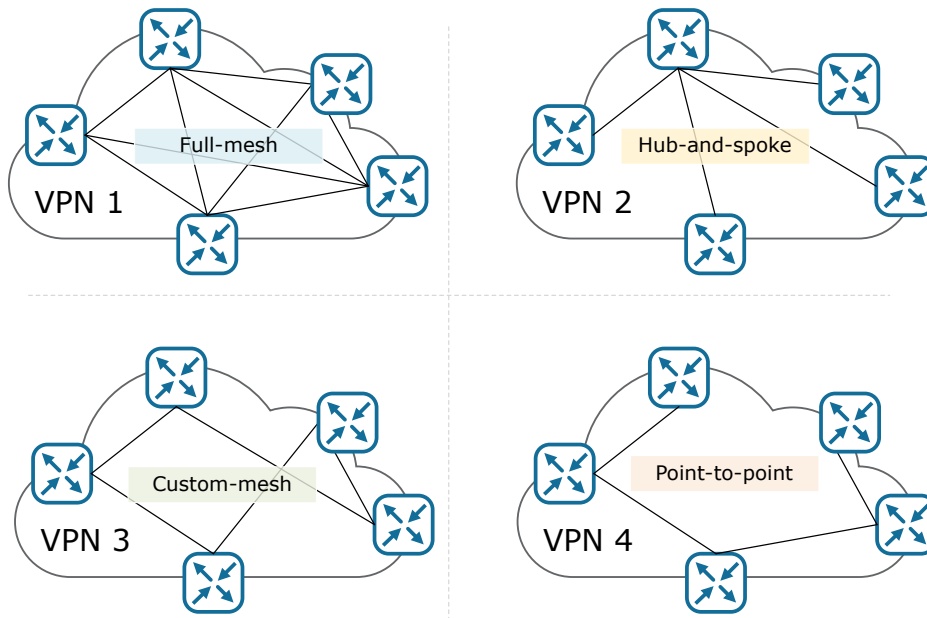 Full-mesh
VPN 1
Hub-and-spoke
VPN 2
Custom-mesh
VPN 3
Point-to-point
VPN 4